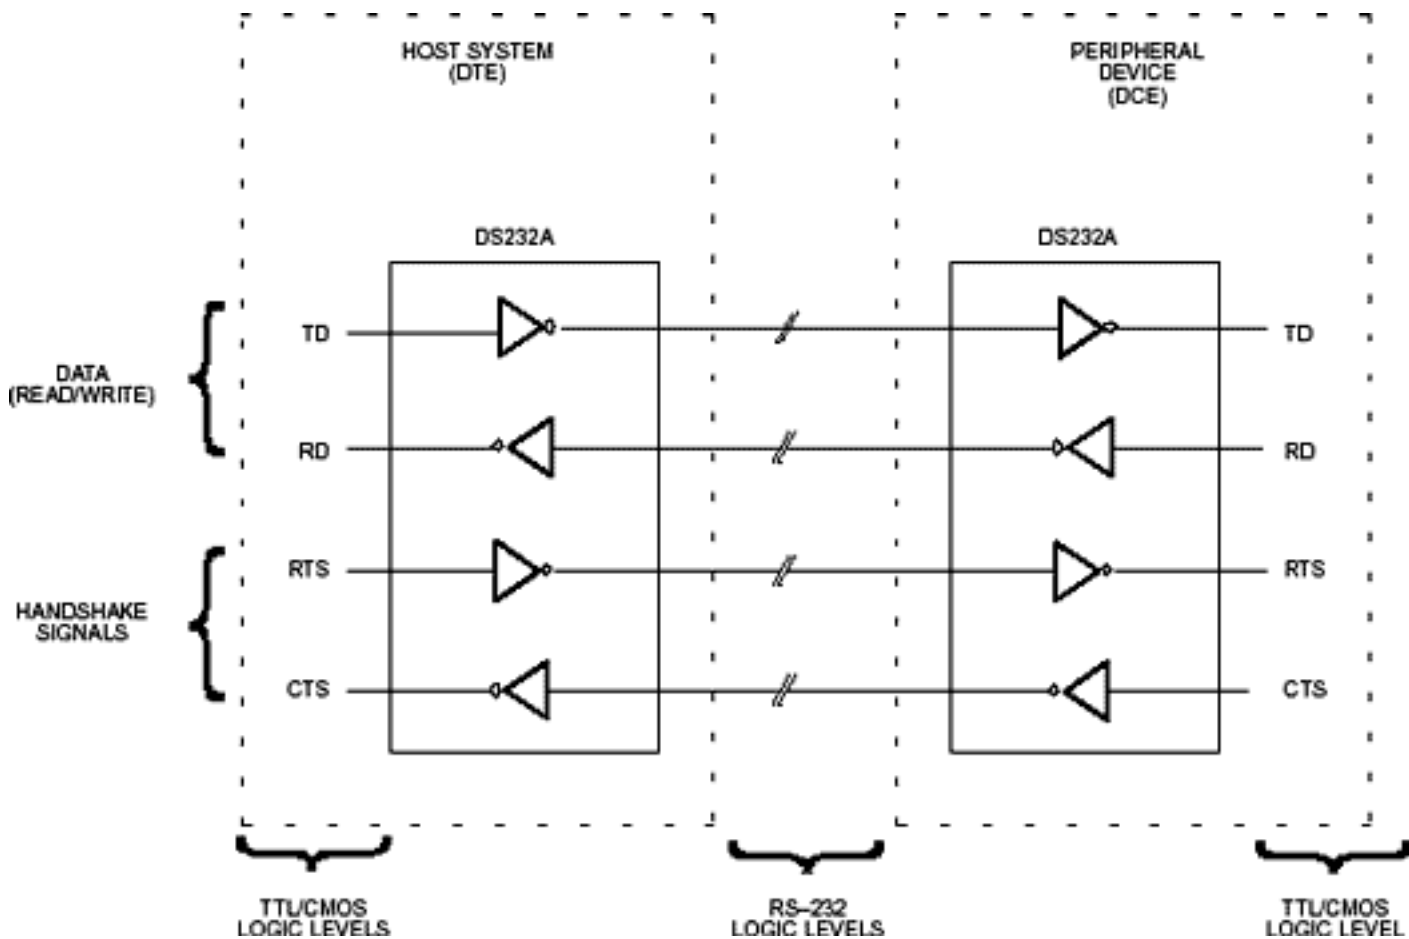 HOST SYSTEM
(DTE)
PERIPHERAL
DEVICE
(DCE)
DS232A
DS232A
DATA
(READ/WRITE)
TD
TD
RD
RD
HANDSHAKE
SIGNALS
RTS
RTS
CTS
CTS
TTL/CMOS
LOGIC LEVELS
RS–232
LOGIC LEVELS
TTL/CMOS
LOGIC LEVEL